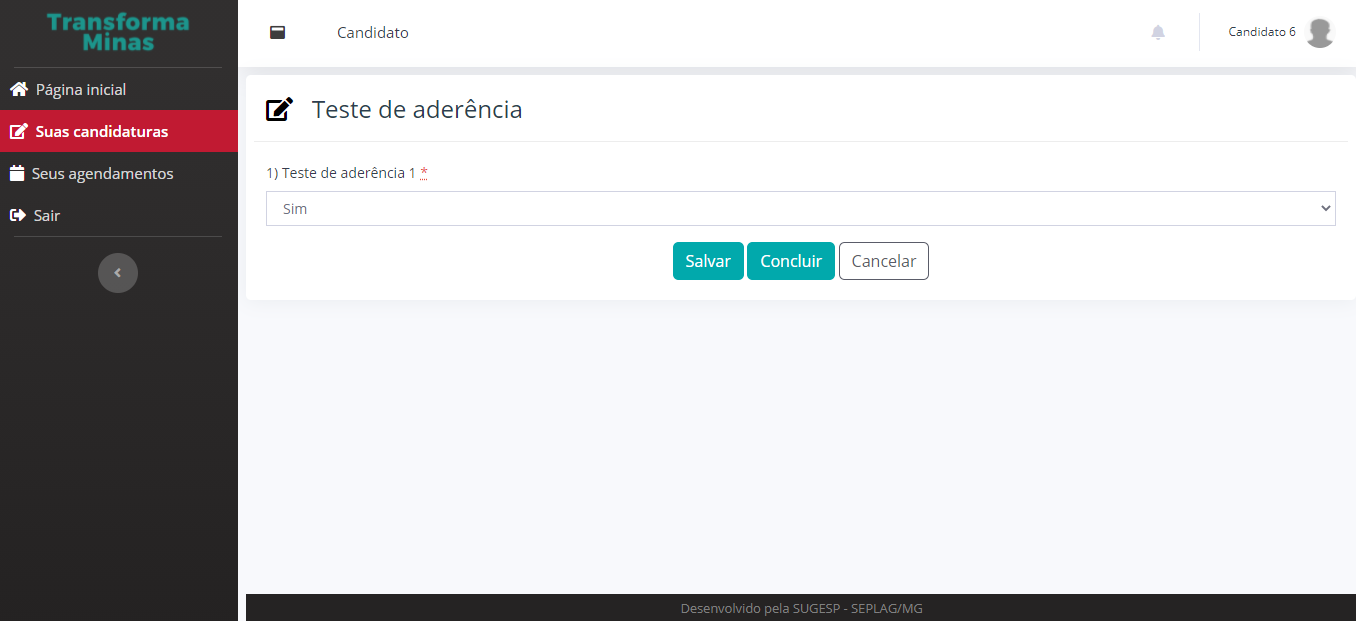 Transforma
Minas
Página inicial
Suas candidaturas
Seus agendamentos
Sair
Candidato
Candidato 6
Teste de aderência
1) Teste de aderência 1 *
Sim
Salvar
Concluir
Cancelar
Desenvolvido pela SUGESP - SEPLAG/MG